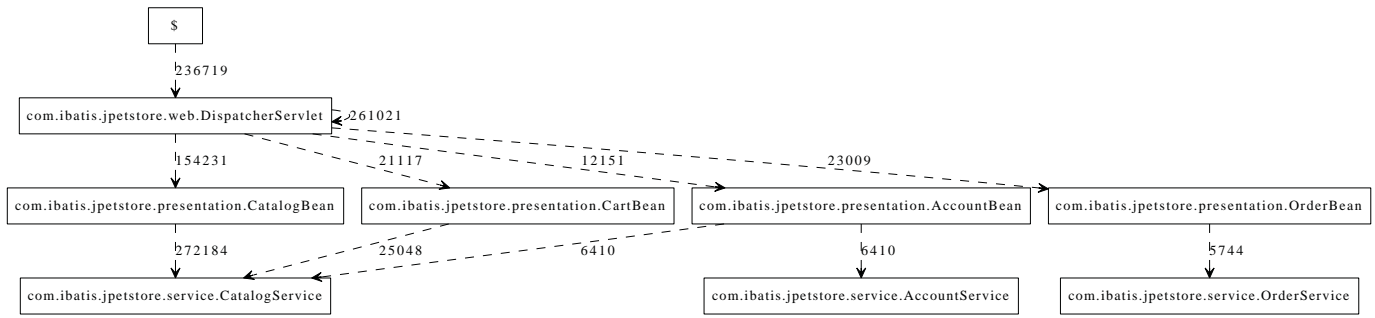 $
236719
com.ibatis.jpetstore.web.DispatcherServlet
261021
154231
21117
12151
23009
com.ibatis.jpetstore.presentation.CatalogBean
com.ibatis.jpetstore.presentation.CartBean
com.ibatis.jpetstore.presentation.AccountBean
com.ibatis.jpetstore.presentation.OrderBean
272184
25048
6410
6410
5744
com.ibatis.jpetstore.service.CatalogService
com.ibatis.jpetstore.service.AccountService
com.ibatis.jpetstore.service.OrderService